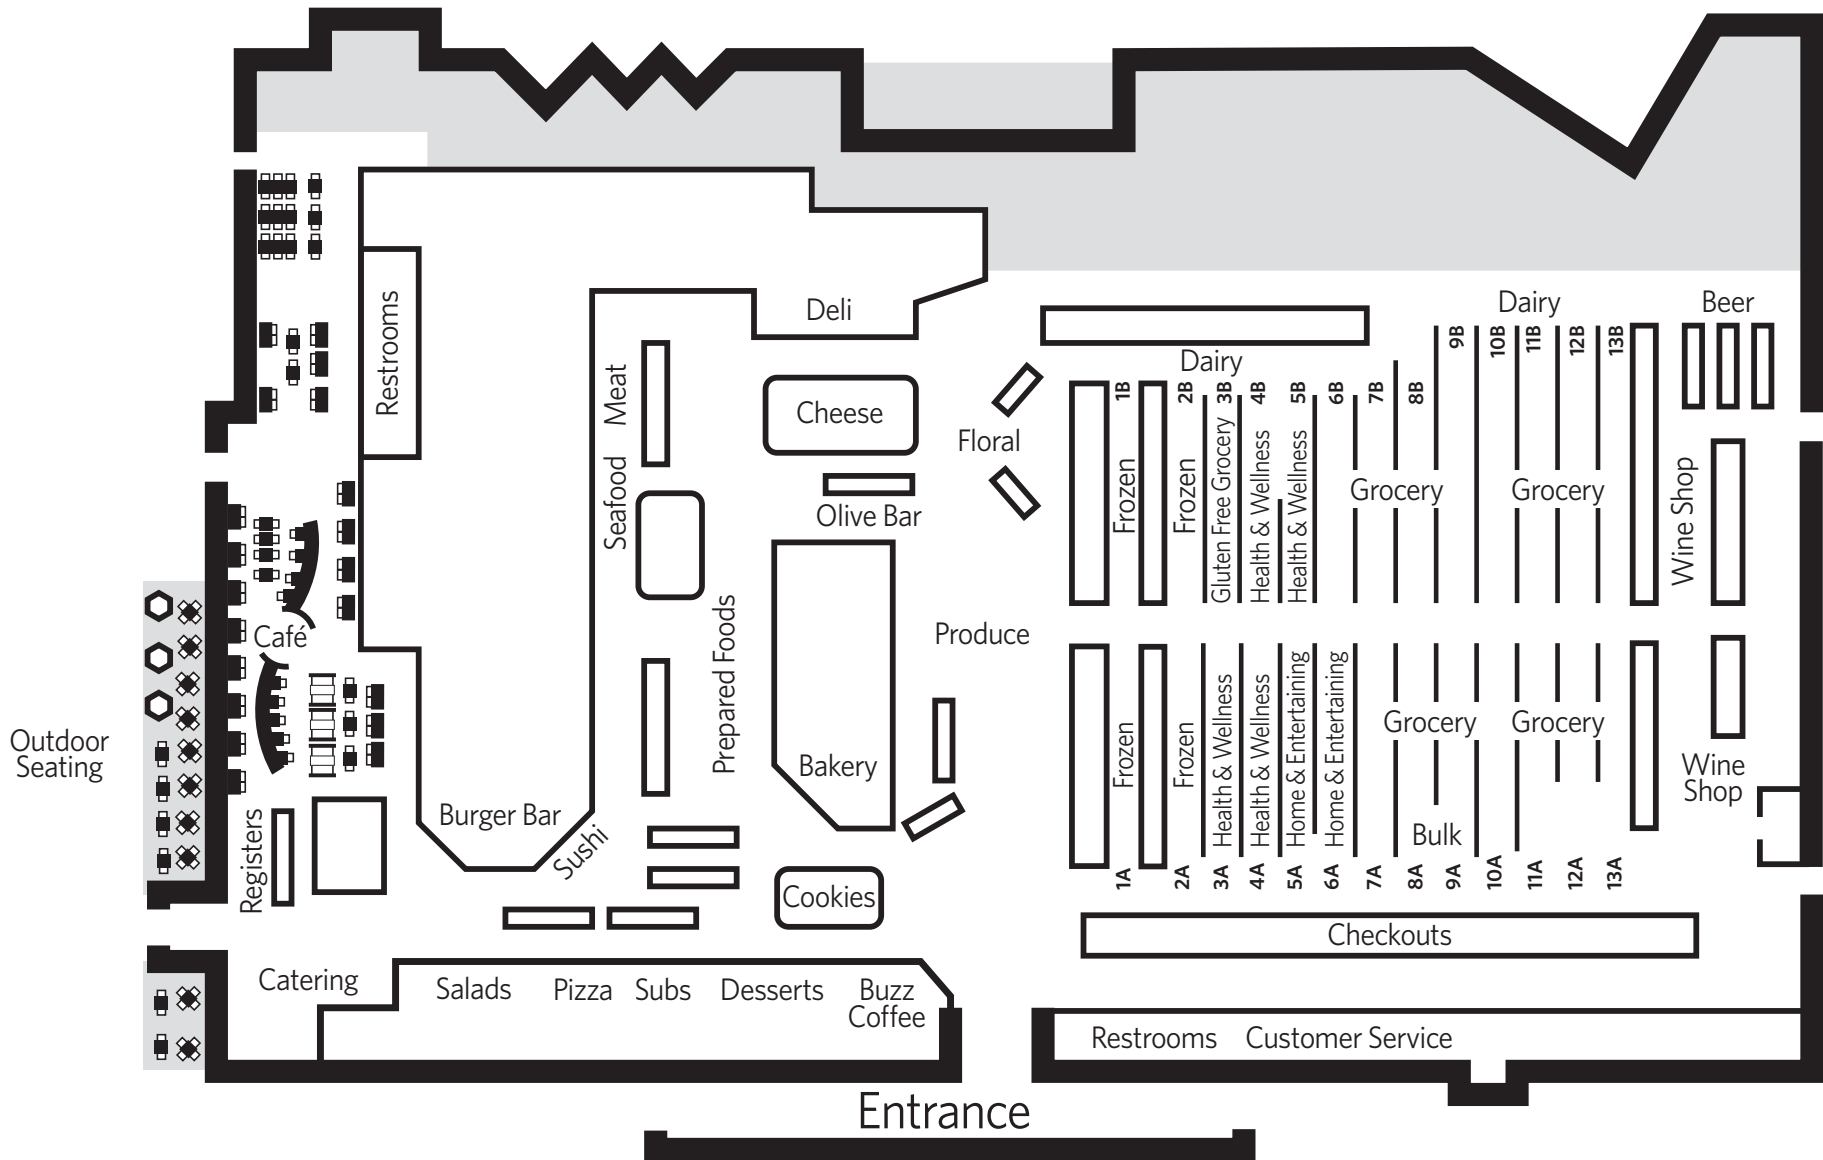 Dairy
Beer
9B
10B
11B
12B
13B
Restrooms
Deli
Dairy
Meat
Cheese
1B
2B
3B
4B
5B
6B
7B
8B
Floral
Seafood
Olive Bar
Frozen
Frozen
Gluten Free Grocery
Health & Wellness
Health & Wellness
Grocery
Grocery
Wine Shop
Café
Prepared Foods
Produce
Outdoor
Seating
Bakery
Frozen
Frozen
Health & Wellness
Health & Wellness
Home & Entertaining
Home & Entertaining
Grocery
Grocery
Wine
Shop
Registers
Burger Bar
Sushi
Bulk
1A
2A
3A
4A
5A
6A
7A
8A
9A
10A
11A
12A
13A
Cookies
Checkouts
Catering
Salads
Pizza
Subs
Desserts
Buzz
Coffee
Restrooms
Customer Service
Entrance